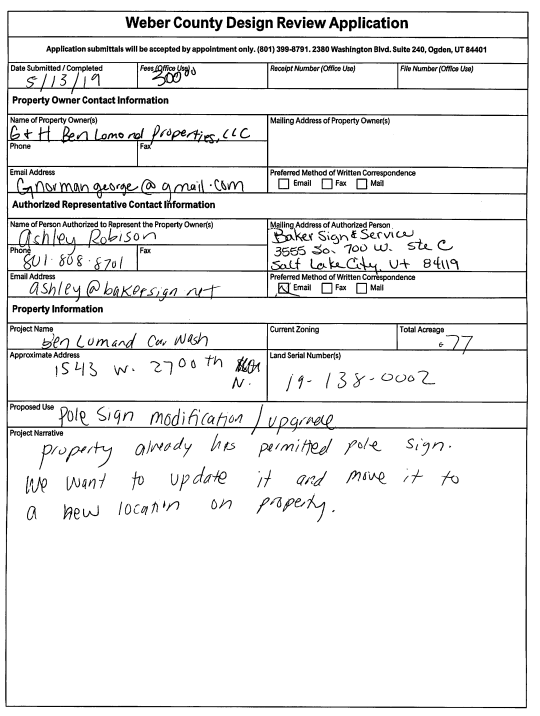 Weber County Design Review Application
Application submittals will be accepted by appointment only. (801) 399-8791. 2380 Washington Blvd. Suite 240, Ogden, UT 84401
Date Submitted / Completed Fees (Office Use) Receipt Number (Office Use) File Number (Office Use)
5/13/19 300⁰⁰
Property Owner Contact Information
Name of Property Owner(s) Mailing Address of Property Owner(s)
G+H Ben Lomond Properties, LLC
Phone Fax
Email Address Preferred Method of Written Correspondence
Gnormangeorge@gmail.com Email Fax Mail
Authorized Representative Contact Information
Name of Person Authorized to Represent the Property Owner(s) Mailing Address of Authorized Person
Ashley Robison Baker Sign & Service
Phone Fax 3555 So. 700 W. Ste C
801-808-8701 Salt Lake City, Ut 84119
Email Address Preferred Method of Written Correspondence
ashley@bakersign.net Email Fax Mail
Property Information
Project Name Current Zoning Total Acreage
Ben Lomand Car Wash .77
Approximate Address Land Serial Number(s)
1543 W. 2700th
N. 19-138-0002
Proposed Use Pole Sign modification / upgrade
Project Narrative
property already has permitted pole sign.
We want to update it and move it to
a new location on property.